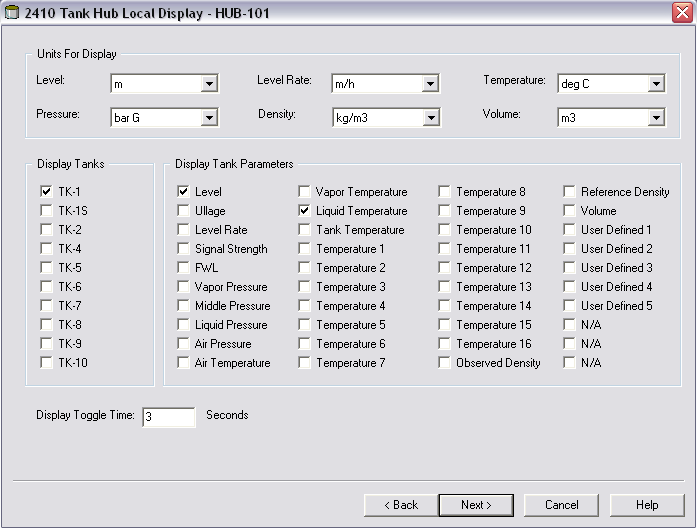 2410 Tank Hub Local Display - HUB-101
Units For Display
Level: m Level Rate: m/h Temperature: deg C
Pressure: bar G Density: kg/m3 Volume: m3
Display Tanks Display Tank Parameters
TK-1 Level Vapor Temperature Temperature 8 Reference Density
TK-1S Ullage Liquid Temperature Temperature 9 Volume
TK-2 Level Rate Tank Temperature Temperature 10 User Defined 1
TK-4 Signal Strength Temperature 1 Temperature 11 User Defined 2
TK-5 FWL Temperature 2 Temperature 12 User Defined 3
TK-6 Vapor Pressure Temperature 3 Temperature 13 User Defined 4
TK-7 Middle Pressure Temperature 4 Temperature 14 User Defined 5
TK-8 Liquid Pressure Temperature 5 Temperature 15 N/A
TK-9 Air Pressure Temperature 6 Temperature 16 N/A
TK-10 Air Temperature Temperature 7 Observed Density N/A
Display Toggle Time: 3 Seconds
< Back Next > Cancel Help